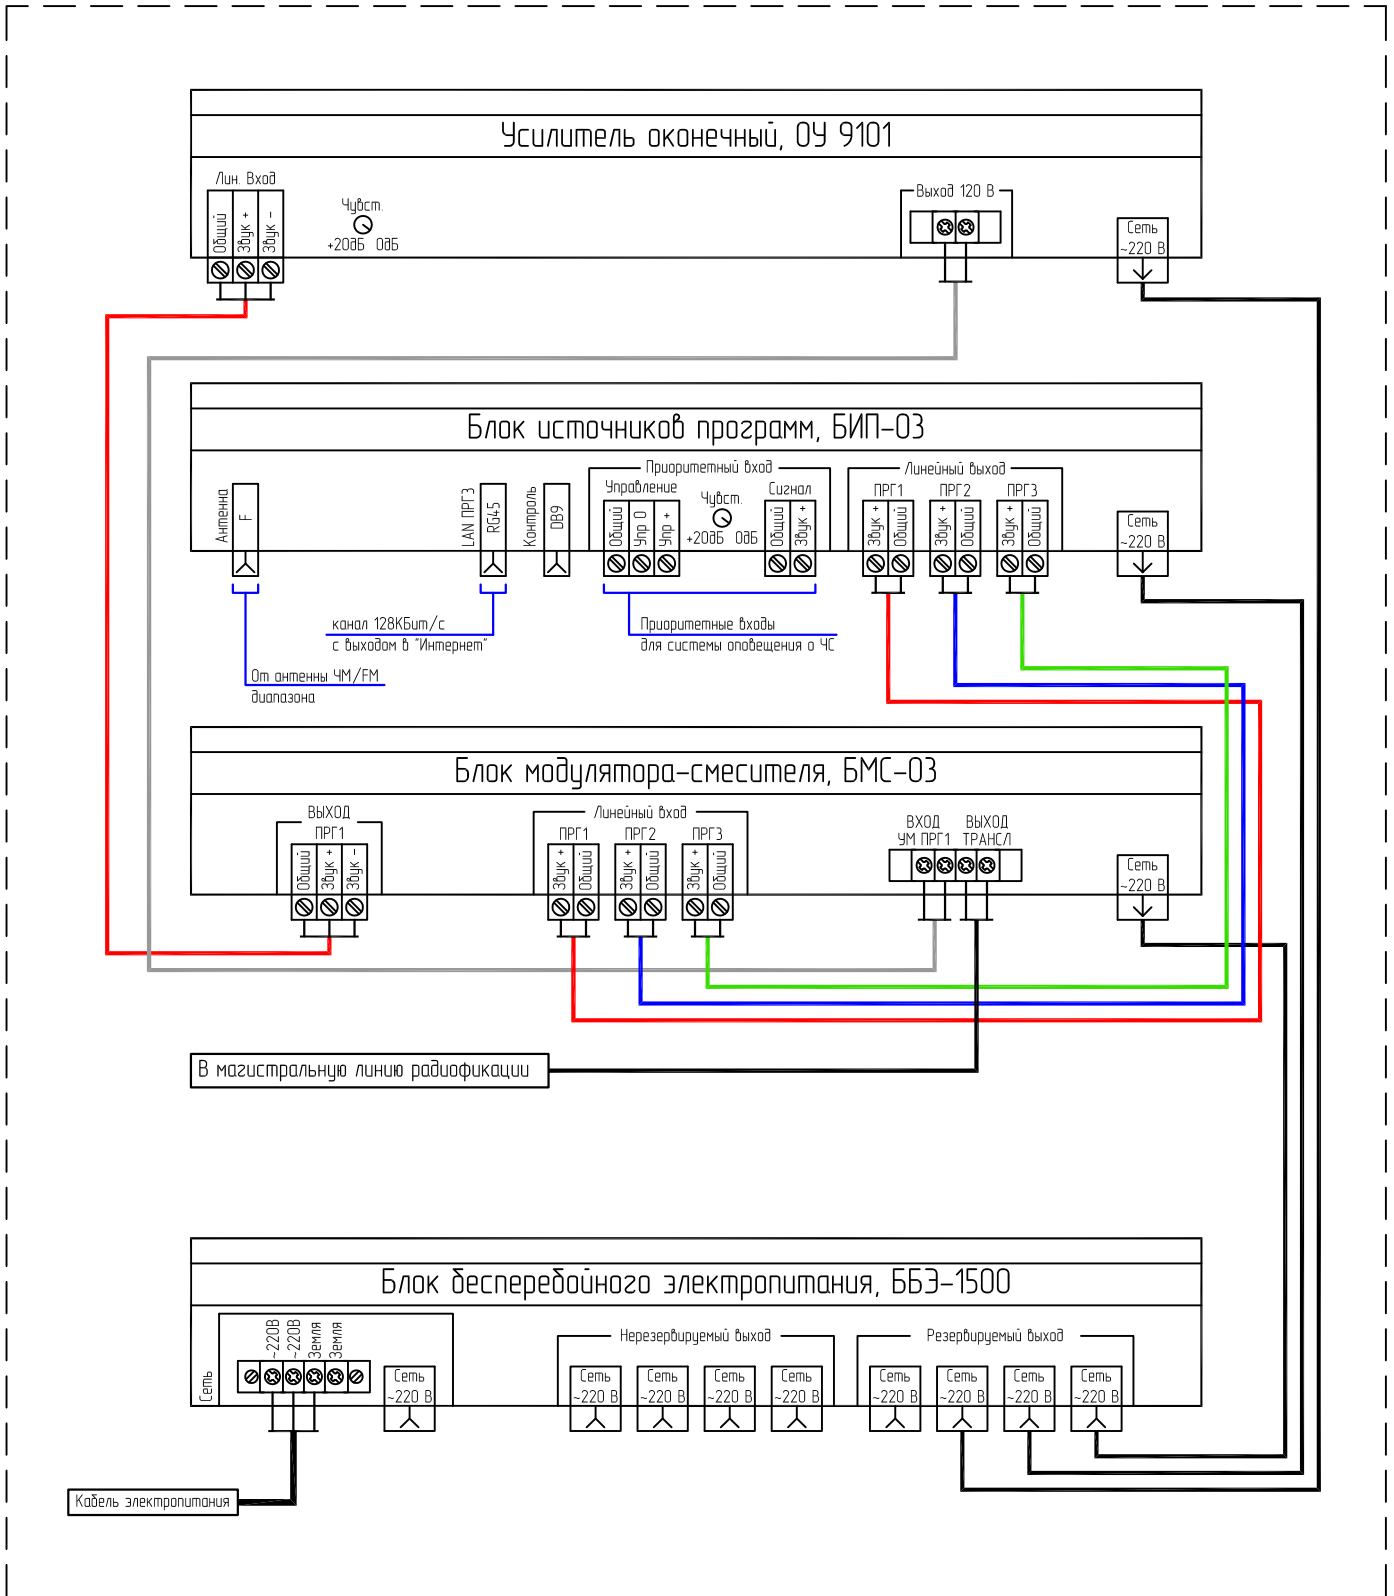 Усилитель оконечный, ОУ 9101
Лин. Вход
Общий
Звук +
Звук -
Чувст.
+20дБ 0дБ
Выход 120 В
Сеть
~220 В
Блок источников программ, БИП-03
Антенна
F
LAN ПРГ3
RG45
Контроль
DB9
Приоритетный вход
Управление
Общий
Упр 0
Упр +
Чувст.
+20дБ 0дБ
Сигнал
Общий
Звук +
Линейный выход
ПРГ1
Звук +
Общий
ПРГ2
Звук +
Общий
ПРГ3
Звук +
Общий
Сеть
~220 В
канал 128КБит/с
с выходом в "Интернет"
Приоритетные входы
для системы оповещения о ЧС
От антенны ЧМ/FM
диапазона
Блок модулятора-смесителя, БМС-03
ВЫХОД
ПРГ1
Общий
Звук +
Звук -
Линейный вход
ПРГ1
Звук +
Общий
ПРГ2
Звук +
Общий
ПРГ3
Звук +
Общий
ВХОД
УМ ПРГ1
ВЫХОД
ТРАНСЛ
Сеть
~220 В
В магистральную линию радиофикации
Блок бесперебойного электропитания, ББЭ-1500
Сеть
~220В
~220В
Земля
Земля
Сеть
~220 В
Нерезервируемый выход
Сеть
~220 В
Сеть
~220 В
Сеть
~220 В
Сеть
~220 В
Резервируемый выход
Сеть
~220 В
Сеть
~220 В
Сеть
~220 В
Сеть
~220 В
Кабель электропитания